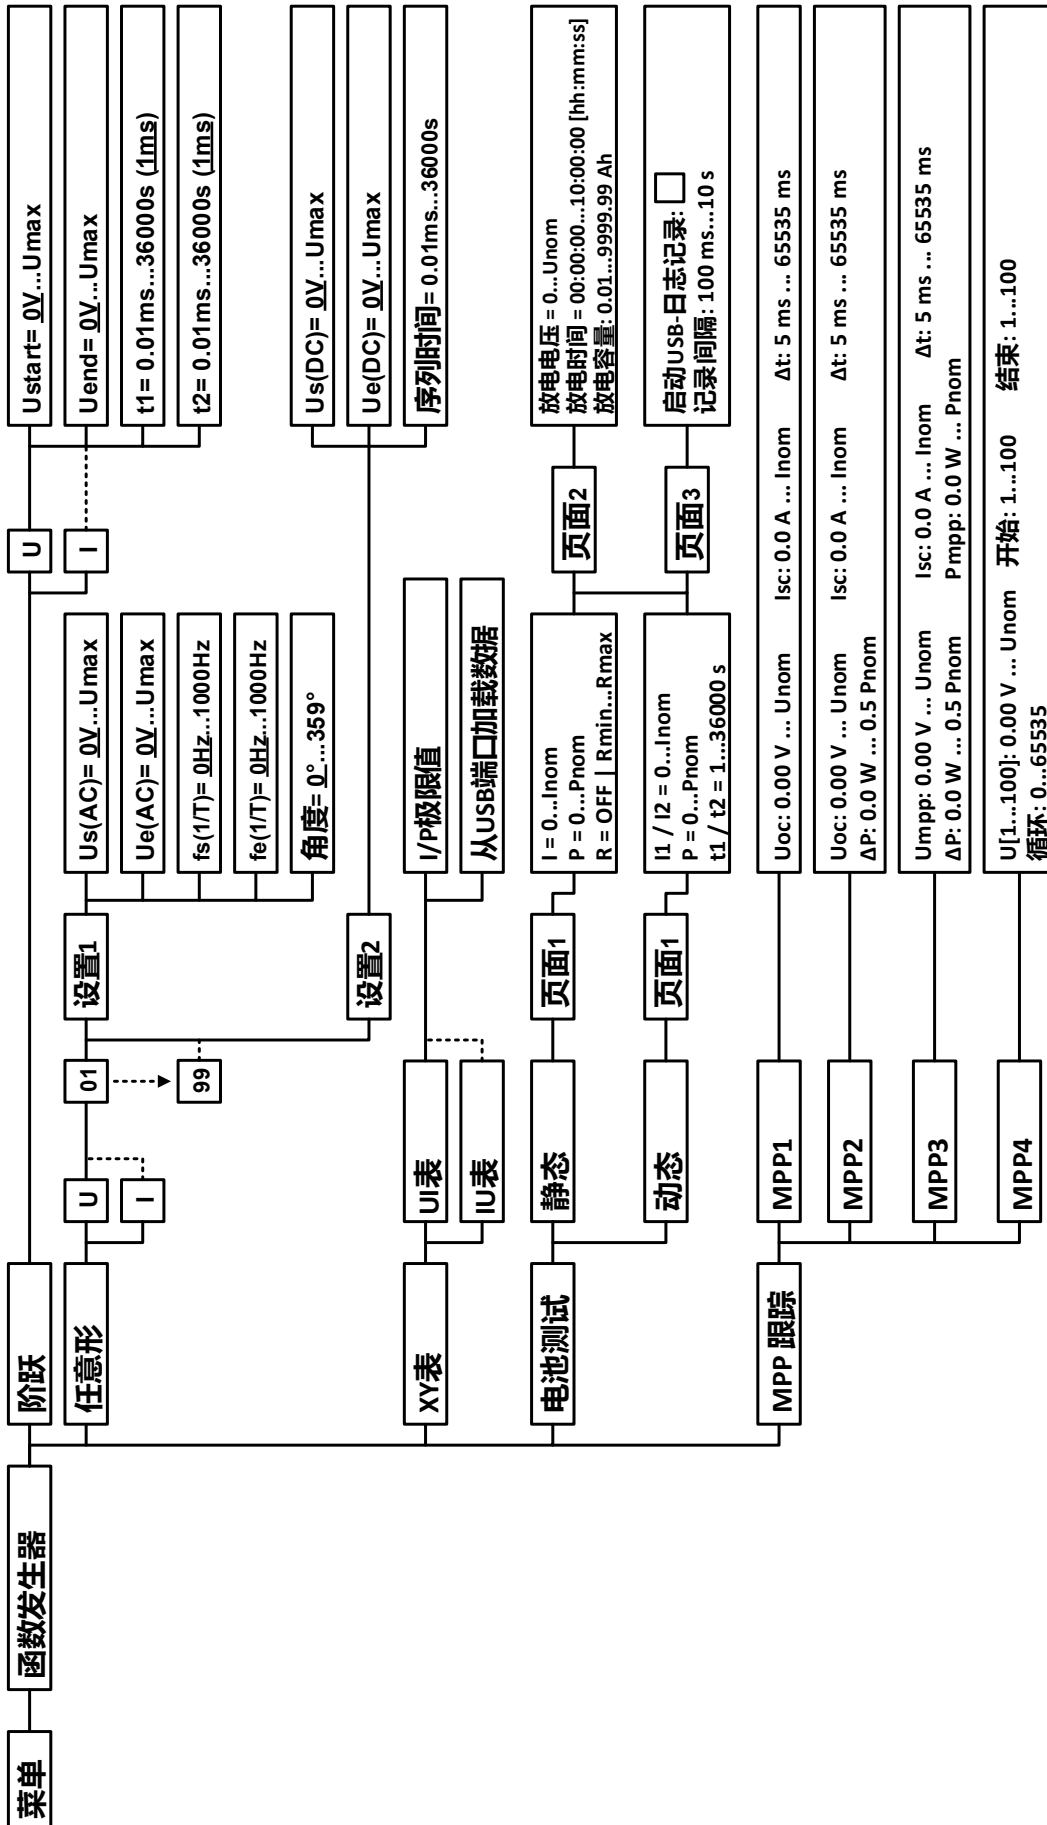 菜单
函数发生器
阶跃
U
I
Ustart= 0V...Umax
Uend= 0V...Umax
t1= 0.01ms...36000s (1ms)
t2= 0.01ms...36000s (1ms)
任意形
U
I
01
99
设置1
Us(AC)= 0V...Umax
Ue(AC)= 0V...Umax
fs(1/T)= 0Hz...1000Hz
fe(1/T)= 0Hz...1000Hz
角度= 0°...359°
设置2
Us(DC)= 0V...Umax
Ue(DC)= 0V...Umax
序列时间= 0.01ms...36000s
XY表
UI表
IU表
I/P极限值
从USB端口加载数据
电池测试
静态
页面1
I = 0...Inom
P = 0...Pnom
R = OFF | Rmin...Rmax
动态
页面1
I1 / I2 = 0...Inom
P = 0...Pnom
t1 / t2 = 1...36000 s
页面2
放电电压 = 0...Unom
放电时间 = 00:00:00...10:00:00 [hh:mm:ss]
放电容量: 0.01...9999.99 Ah
页面3
启动USB-日志记录:
记录间隔: 100 ms...10 s
MPP 跟踪
MPP1
Uoc: 0.00 V ... Unom Isc: 0.0 A ... Inom Δt: 5 ms ... 65535 ms
MPP2
Uoc: 0.00 V ... Unom Isc: 0.0 A ... Inom Δt: 5 ms ... 65535 ms
ΔP: 0.0 W ... 0.5 Pnom
MPP3
Umpp: 0.00 V ... Unom Isc: 0.0 A ... Inom Δt: 5 ms ... 65535 ms
ΔP: 0.0 W ... 0.5 Pnom Pmpp: 0.0 W ... Pnom
MPP4
U[1...100]: 0.00 V ... Unom 开始: 1...100 结束: 1...100
循环: 0...65535